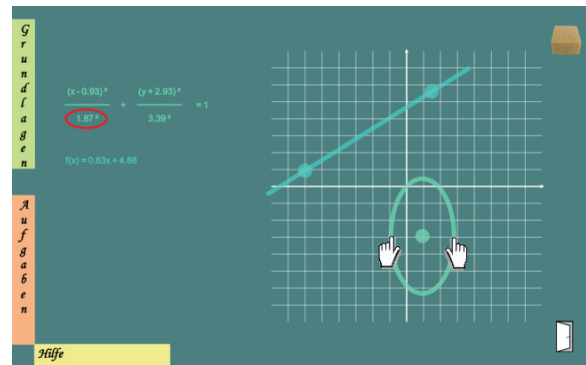 Grundlagen
(x - 0.93)² (y + 2.93)²
+ = 1
1.87² 3.39²
f(x) = 0.63x + 4.66
Aufgaben
Hilfe